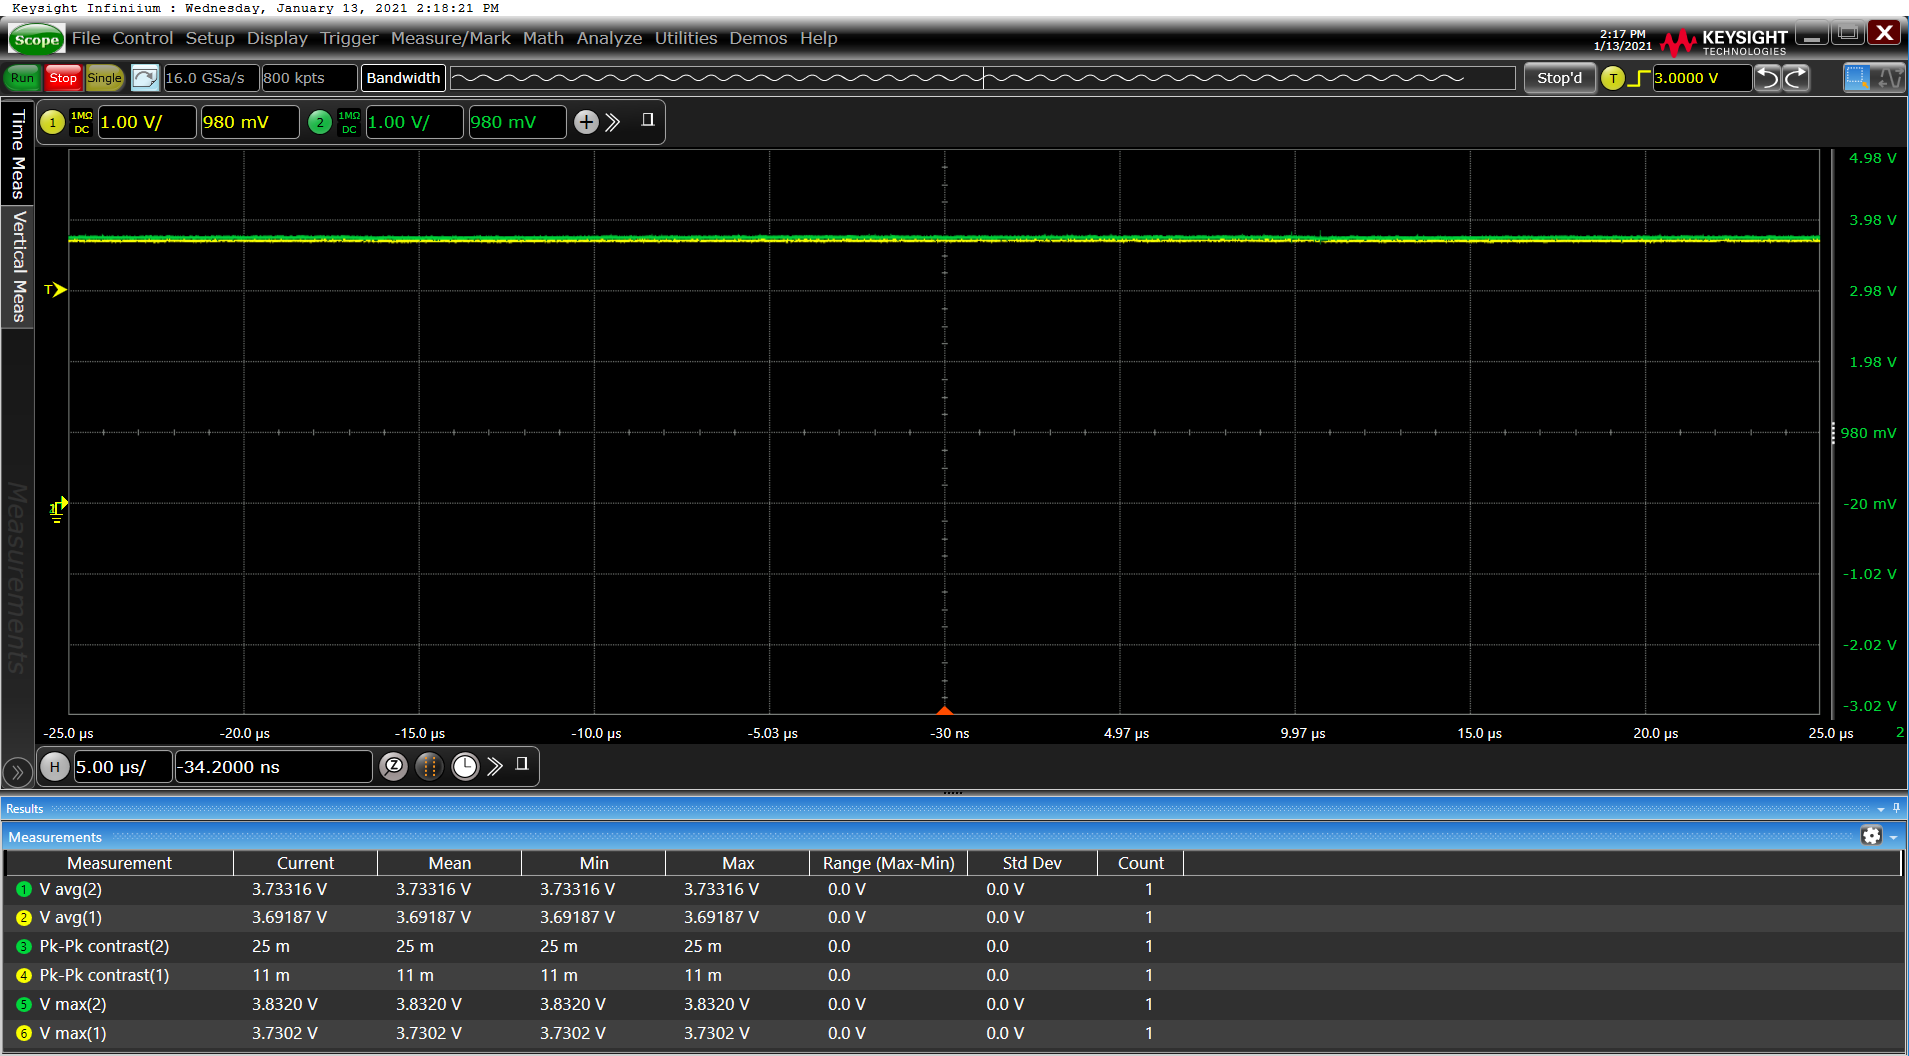 Keysight Infiniium : Wednesday, January 13, 2021 2:18:21 PM
Scope File Control Setup Display Trigger Measure/Mark Math Analyze Utilities Demos Help
2:17 PM
1/13/2021
KEYSIGHT
TECHNOLOGIES
X
Run Stop Single 16.0 GSa/s 800 kpts Bandwidth Stop'd T 3.0000 V
1 1MΩ DC 1.00 V/ 980 mV 2 1MΩ DC 1.00 V/ 980 mV
Time Meas
Vertical Meas
Measurements
4.98 V
3.98 V
T
2.98 V
1.98 V
980 mV
-20 mV
-1.02 V
-2.02 V
-3.02 V
-25.0 µs -20.0 µs -15.0 µs -10.0 µs -5.03 µs -30 ns 4.97 µs 9.97 µs 15.0 µs 20.0 µs 25.0 µs 2
H 5.00 µs/ -34.2000 ns Z
Results
Measurements
Measurement Current Mean Min Max Range (Max-Min) Std Dev Count
1 V avg(2) 3.73316 V 3.73316 V 3.73316 V 3.73316 V 0.0 V 0.0 V 1
2 V avg(1) 3.69187 V 3.69187 V 3.69187 V 3.69187 V 0.0 V 0.0 V 1
3 Pk-Pk contrast(2) 25 m 25 m 25 m 25 m 0.0 0.0 1
4 Pk-Pk contrast(1) 11 m 11 m 11 m 11 m 0.0 0.0 1
5 V max(2) 3.8320 V 3.8320 V 3.8320 V 3.8320 V 0.0 V 0.0 V 1
6 V max(1) 3.7302 V 3.7302 V 3.7302 V 3.7302 V 0.0 V 0.0 V 1